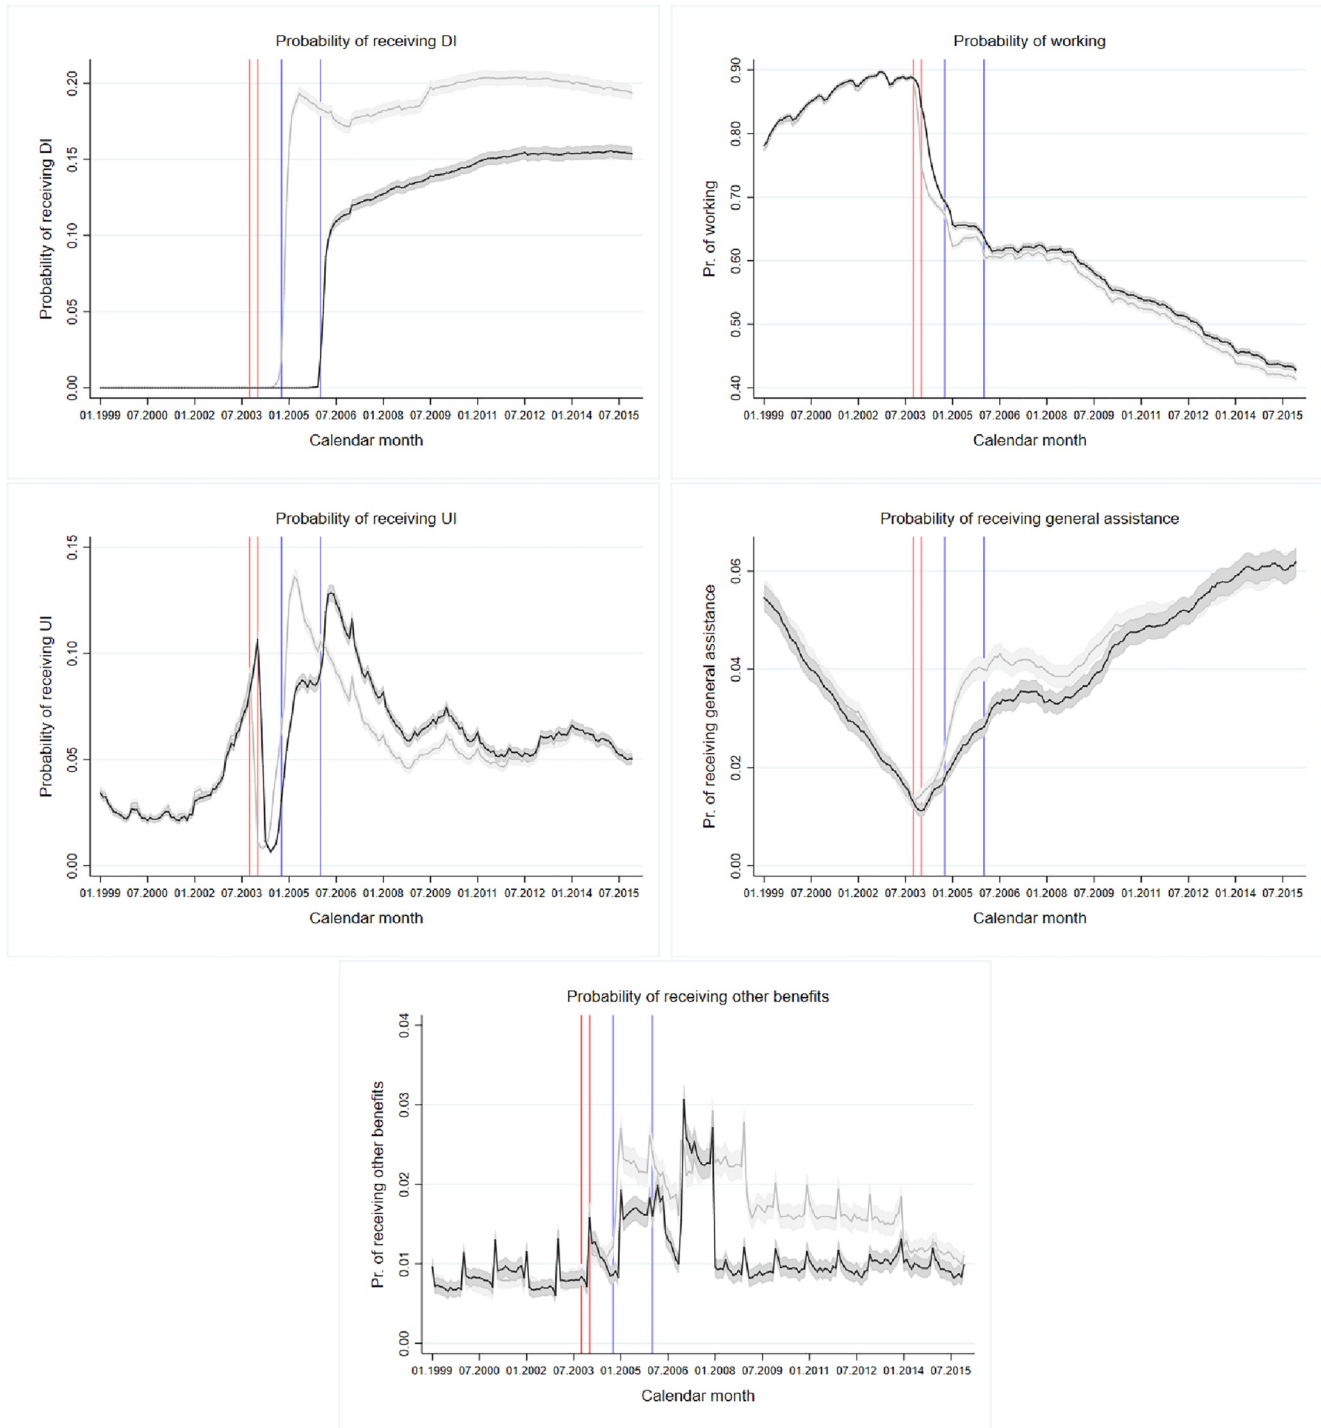 Probability of receiving DI
Probability of receiving DI
0.20
0.15
0.10
0.05
0.00
01.1999 07.2000 01.2002 07.2003 01.2005 07.2006 01.2008 07.2009 01.2011 07.2012 01.2014 07.2015
Calendar month
Probability of working
Pr. of working
0.90
0.80
0.70
0.60
0.50
0.40
01.1999 07.2000 01.2002 07.2003 01.2005 07.2006 01.2008 07.2009 01.2011 07.2012 01.2014 07.2015
Calendar month
Probability of receiving UI
Probability of receiving UI
0.15
0.10
0.05
0.00
01.1999 07.2000 01.2002 07.2003 01.2005 07.2006 01.2008 07.2009 01.2011 07.2012 01.2014 07.2015
Calendar month
Probability of receiving general assistance
Pr. of receiving general assistance
0.06
0.04
0.02
0.00
01.1999 07.2000 01.2002 07.2003 01.2005 07.2006 01.2008 07.2009 01.2011 07.2012 01.2014 07.2015
Calendar month
Probability of receiving other benefits
Pr. of receiving other benefits
0.04
0.03
0.02
0.01
0.00
01.1999 07.2000 01.2002 07.2003 01.2005 07.2006 01.2008 07.2009 01.2011 07.2012 01.2014 07.2015
Calendar month